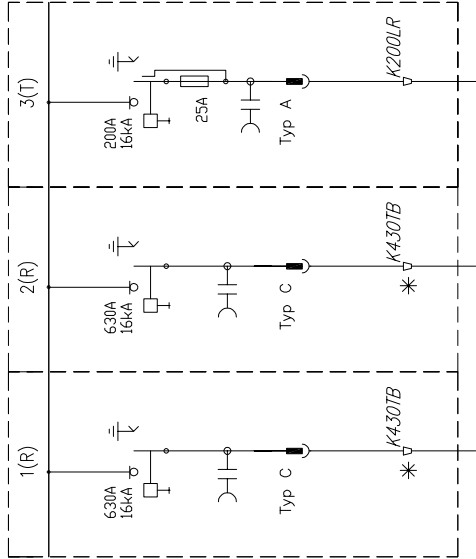 3(T)
200A
16kA
25A
Typ A
K200LR
2(R)
630A
16kA
Typ C
K430TB
1(R)
630A
16kA
Typ C
K430TB